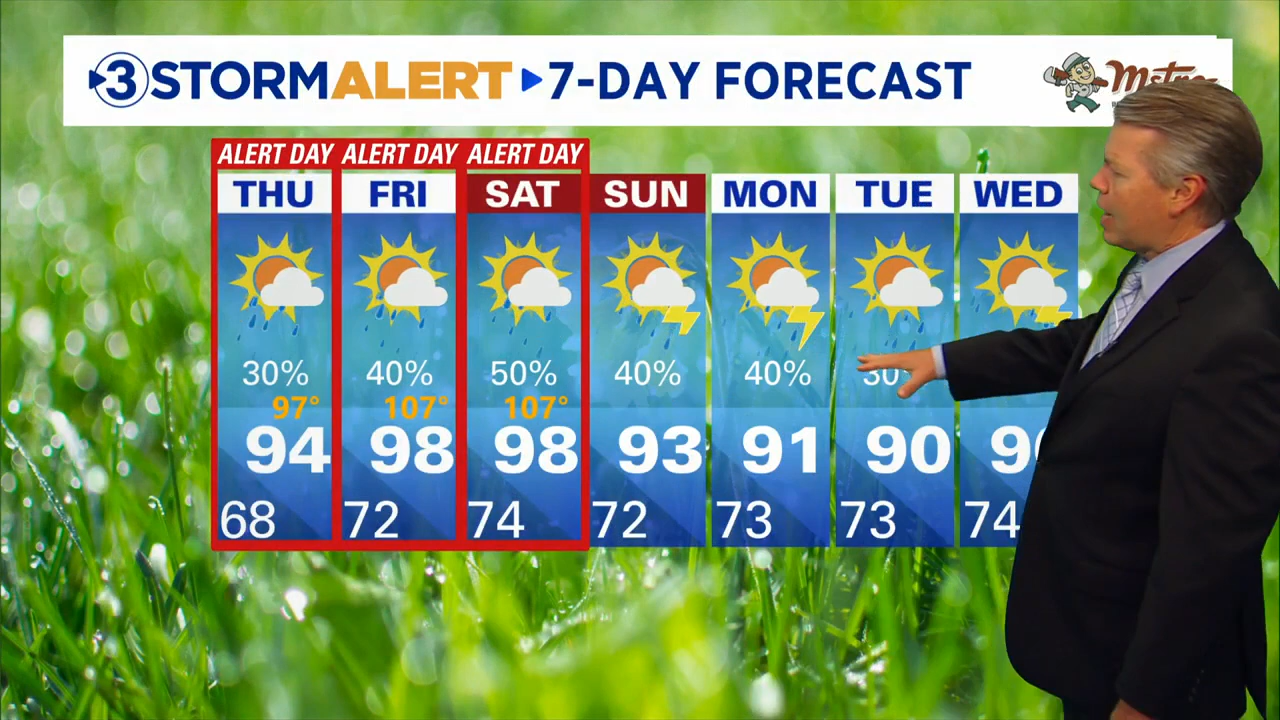 3 STORM ALERT 7-DAY FORECAST
Metro
ALERT DAY ALERT DAY ALERT DAY
THU FRI SAT SUN MON TUE WED
30% 40% 50% 40% 40% 30
97° 107° 107°
94 98 98 93 91 90
68 72 74 72 73 73 74